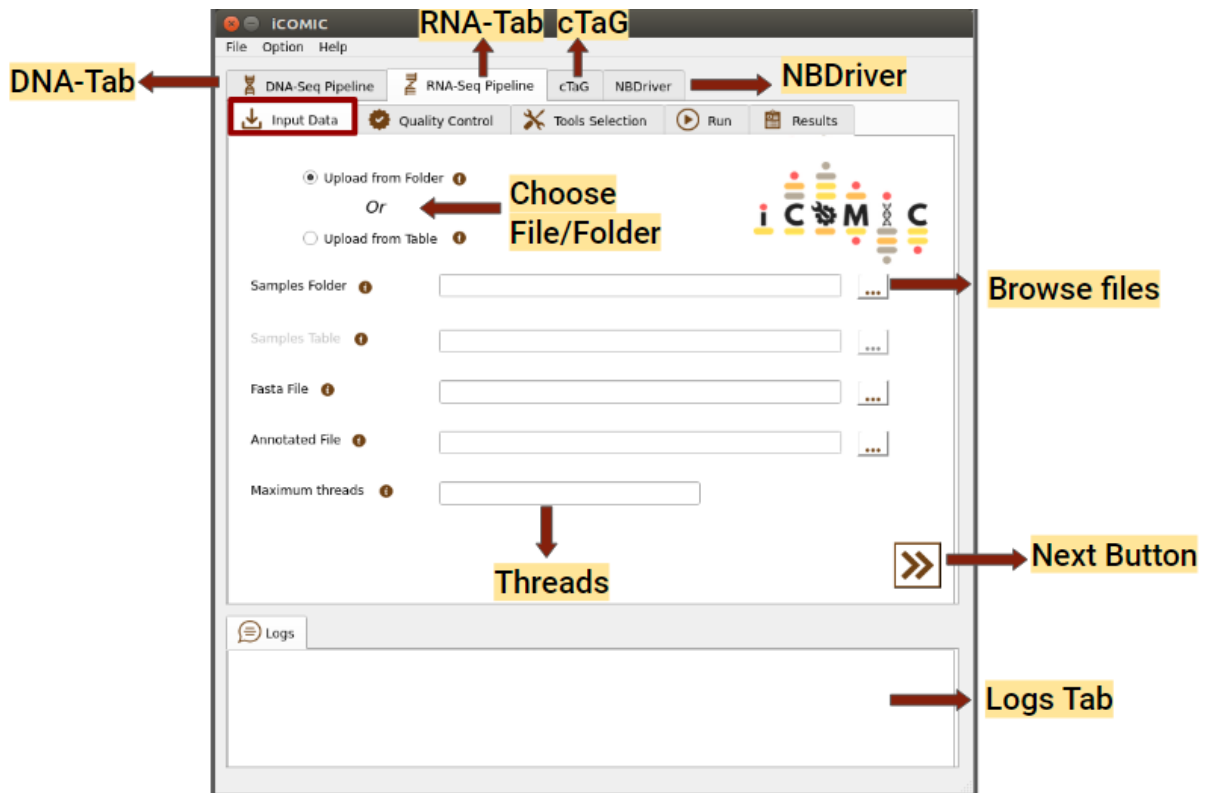 iCOMIC
RNA-Tab
cTaG
File Option Help
DNA-Tab
DNA-Seq Pipeline
RNA-Seq Pipeline
cTaG
NBDriver
NBDriver
Input Data
Quality Control
Tools Selection
Run
Results
Upload from Folder
Or
Upload from Table
Choose
File/Folder
iCOMIC
Samples Folder
...
Browse files
Samples Table
...
Fasta File
...
Annotated File
...
Maximum threads
Threads
Next Button
Logs
Logs Tab